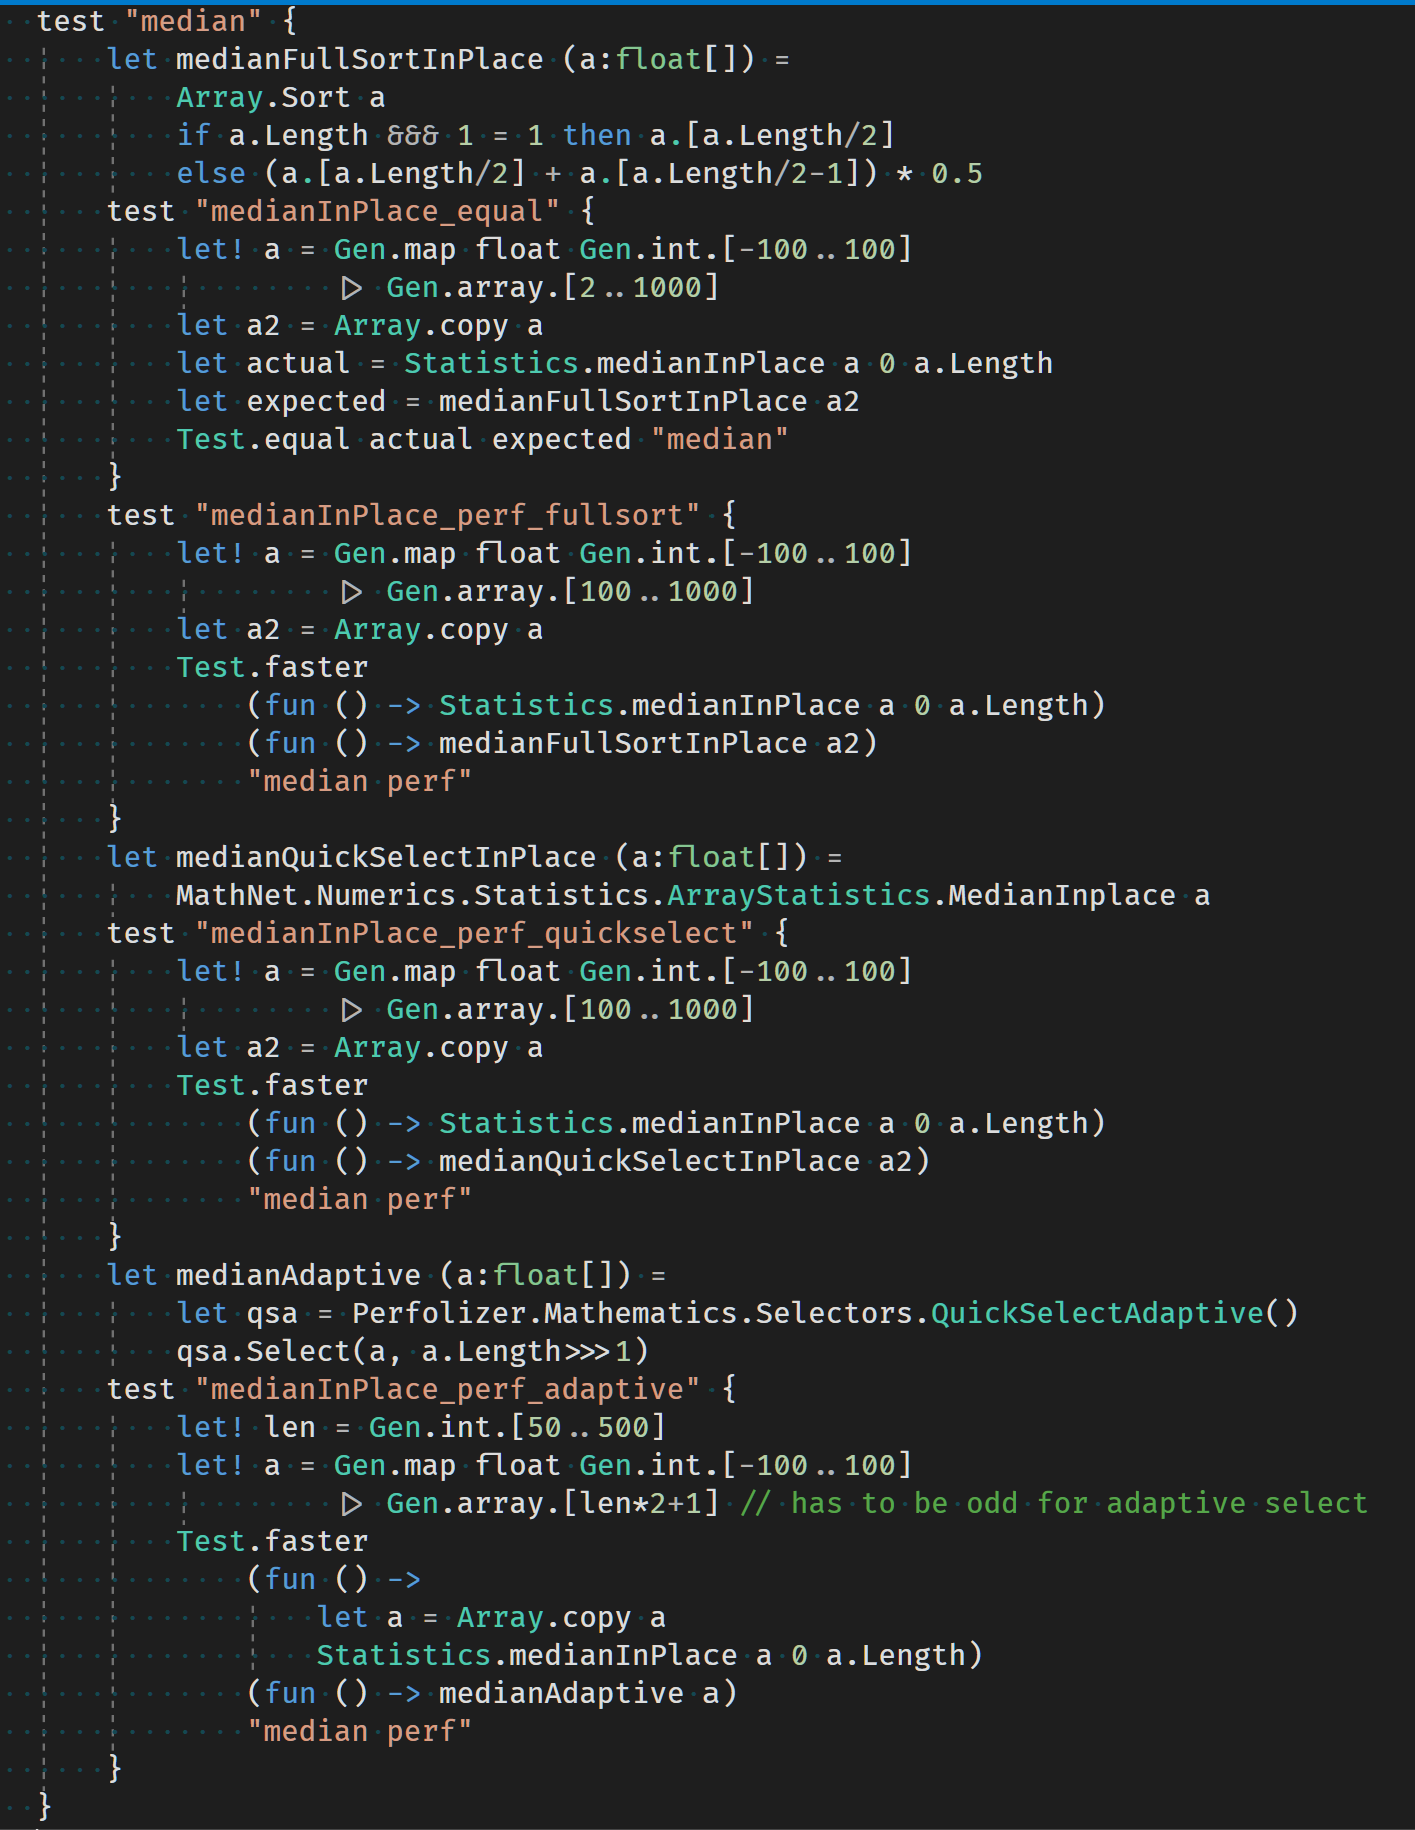 test "median" {
    let medianFullSortInPlace (a:float[]) =
        Array.Sort a
        if a.Length &&& 1 = 1 then a.[a.Length/2]
        else (a.[a.Length/2] + a.[a.Length/2-1]) * 0.5
    test "medianInPlace_equal" {
        let! a = Gen.map float Gen.int.[-100..100]
                 |> Gen.array.[2..1000]
        let a2 = Array.copy a
        let actual = Statistics.medianInPlace a 0 a.Length
        let expected = medianFullSortInPlace a2
        Test.equal actual expected "median"
    }
    test "medianInPlace_perf_fullsort" {
        let! a = Gen.map float Gen.int.[-100..100]
                 |> Gen.array.[100..1000]
        let a2 = Array.copy a
        Test.faster
            (fun () -> Statistics.medianInPlace a 0 a.Length)
            (fun () -> medianFullSortInPlace a2)
            "median perf"
    }
    let medianQuickSelectInPlace (a:float[]) =
        MathNet.Numerics.Statistics.ArrayStatistics.MedianInplace a
    test "medianInPlace_perf_quickselect" {
        let! a = Gen.map float Gen.int.[-100..100]
                 |> Gen.array.[100..1000]
        let a2 = Array.copy a
        Test.faster
            (fun () -> Statistics.medianInPlace a 0 a.Length)
            (fun () -> medianQuickSelectInPlace a2)
            "median perf"
    }
    let medianAdaptive (a:float[]) =
        let qsa = Perfolizer.Mathematics.Selectors.QuickSelectAdaptive()
        qsa.Select(a, a.Length>>>1)
    test "medianInPlace_perf_adaptive" {
        let! len = Gen.int.[50..500]
        let! a = Gen.map float Gen.int.[-100..100]
                 |> Gen.array.[len*2+1] // has to be odd for adaptive select
        Test.faster
            (fun () ->
                let a = Array.copy a
                Statistics.medianInPlace a 0 a.Length)
            (fun () -> medianAdaptive a)
            "median perf"
    }
}